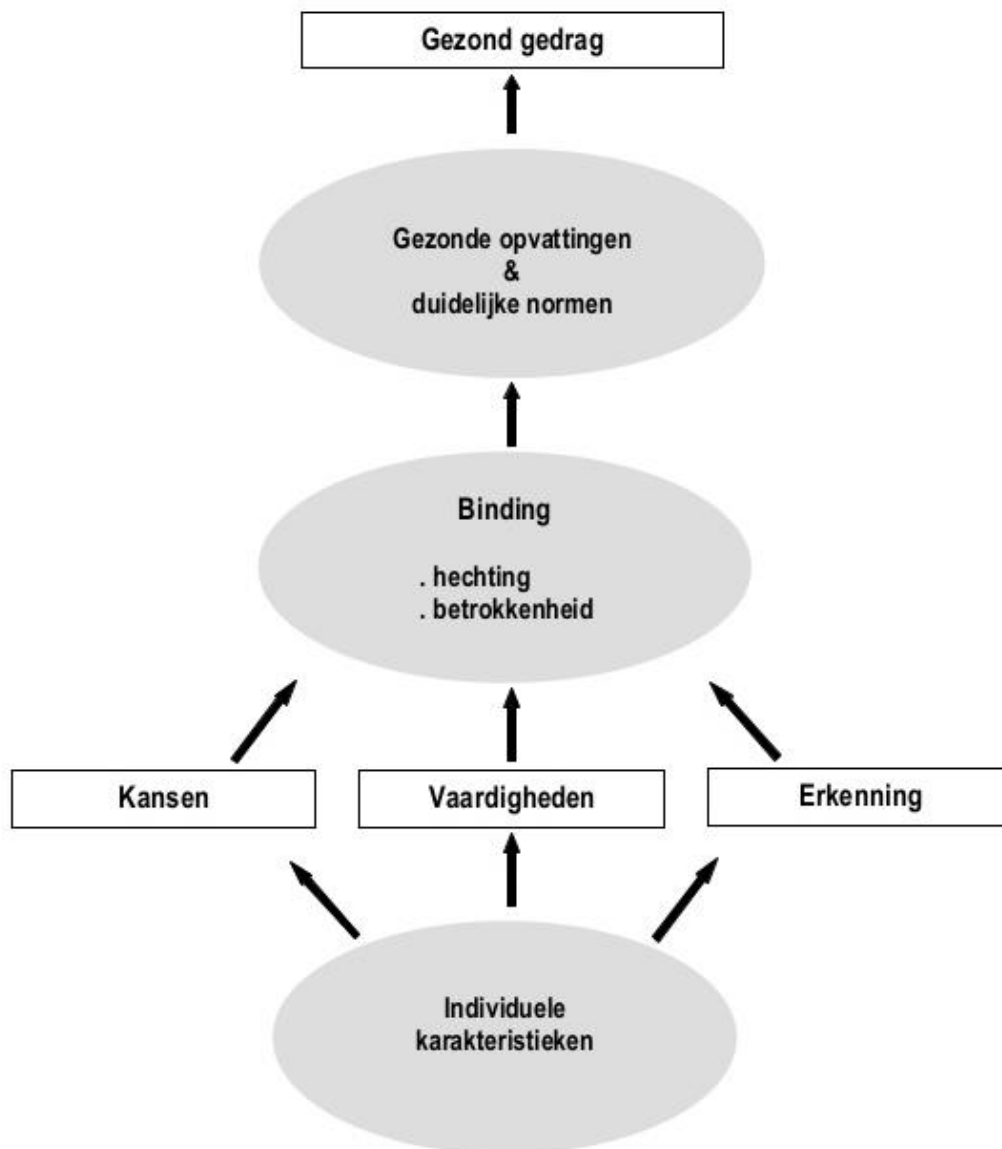 Gezond gedrag
Gezonde opvattingen
&
duidelijke normen
Binding
. hechting
. betrokkenheid
Kansen
Vaardigheden
Erkenning
Individuele
karakteristieken